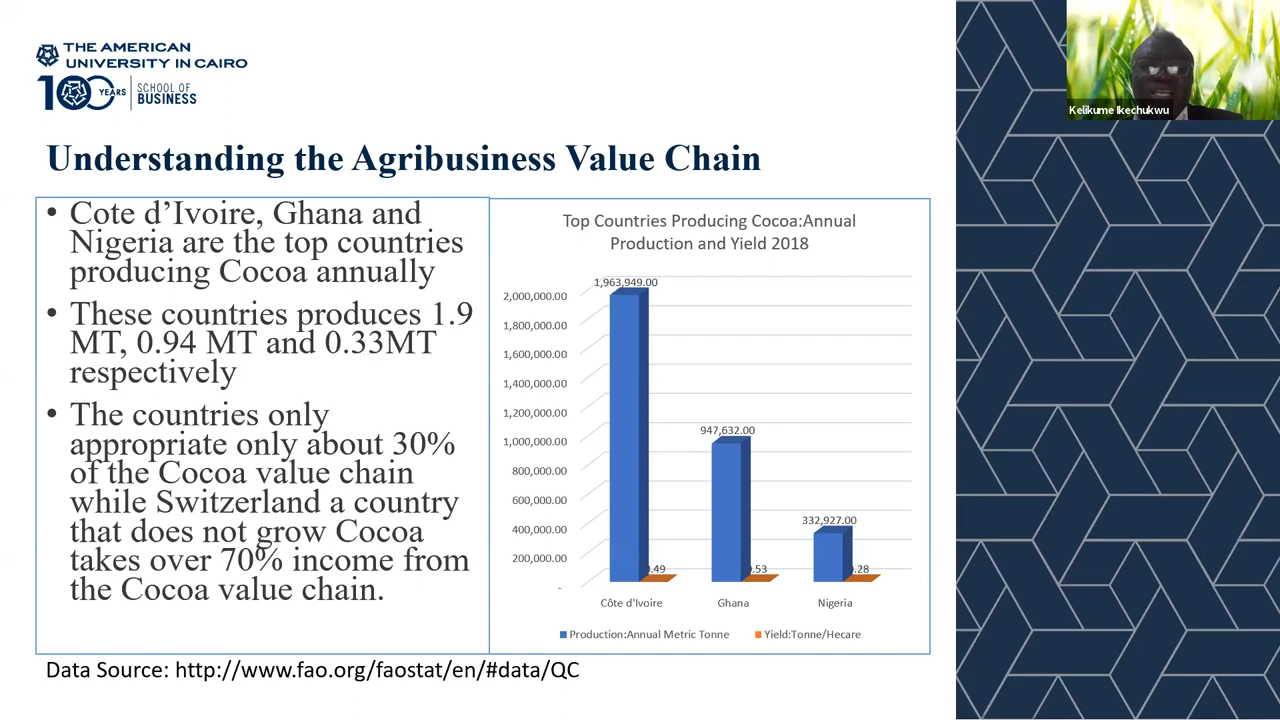 THE AMERICAN
UNIVERSITY IN CAIRO
100 YEARS
SCHOOL OF
BUSINESS
Kelikume Ikechukwu
Understanding the Agribusiness Value Chain
• Cote d’Ivoire, Ghana and
Nigeria are the top countries
producing Cocoa annually
• These countries produces 1.9
MT, 0.94 MT and 0.33MT
respectively
• The countries only
appropriate only about 30%
of the Cocoa value chain
while Switzerland a country
that does not grow Cocoa
takes over 70% income from
the Cocoa value chain.
Top Countries Producing Cocoa:Annual
Production and Yield 2018
2,000,000.00
1,800,000.00
1,600,000.00
1,400,000.00
1,200,000.00
1,000,000.00
800,000.00
600,000.00
400,000.00
200,000.00
-
1,963,949.00
947,632.00
332,927.00
.49
.53
.28
Côte d'Ivoire
Ghana
Nigeria
Production:Annual Metric Tonne
Yield:Tonne/Hecare
Data Source: http://www.fao.org/faostat/en/#data/QC